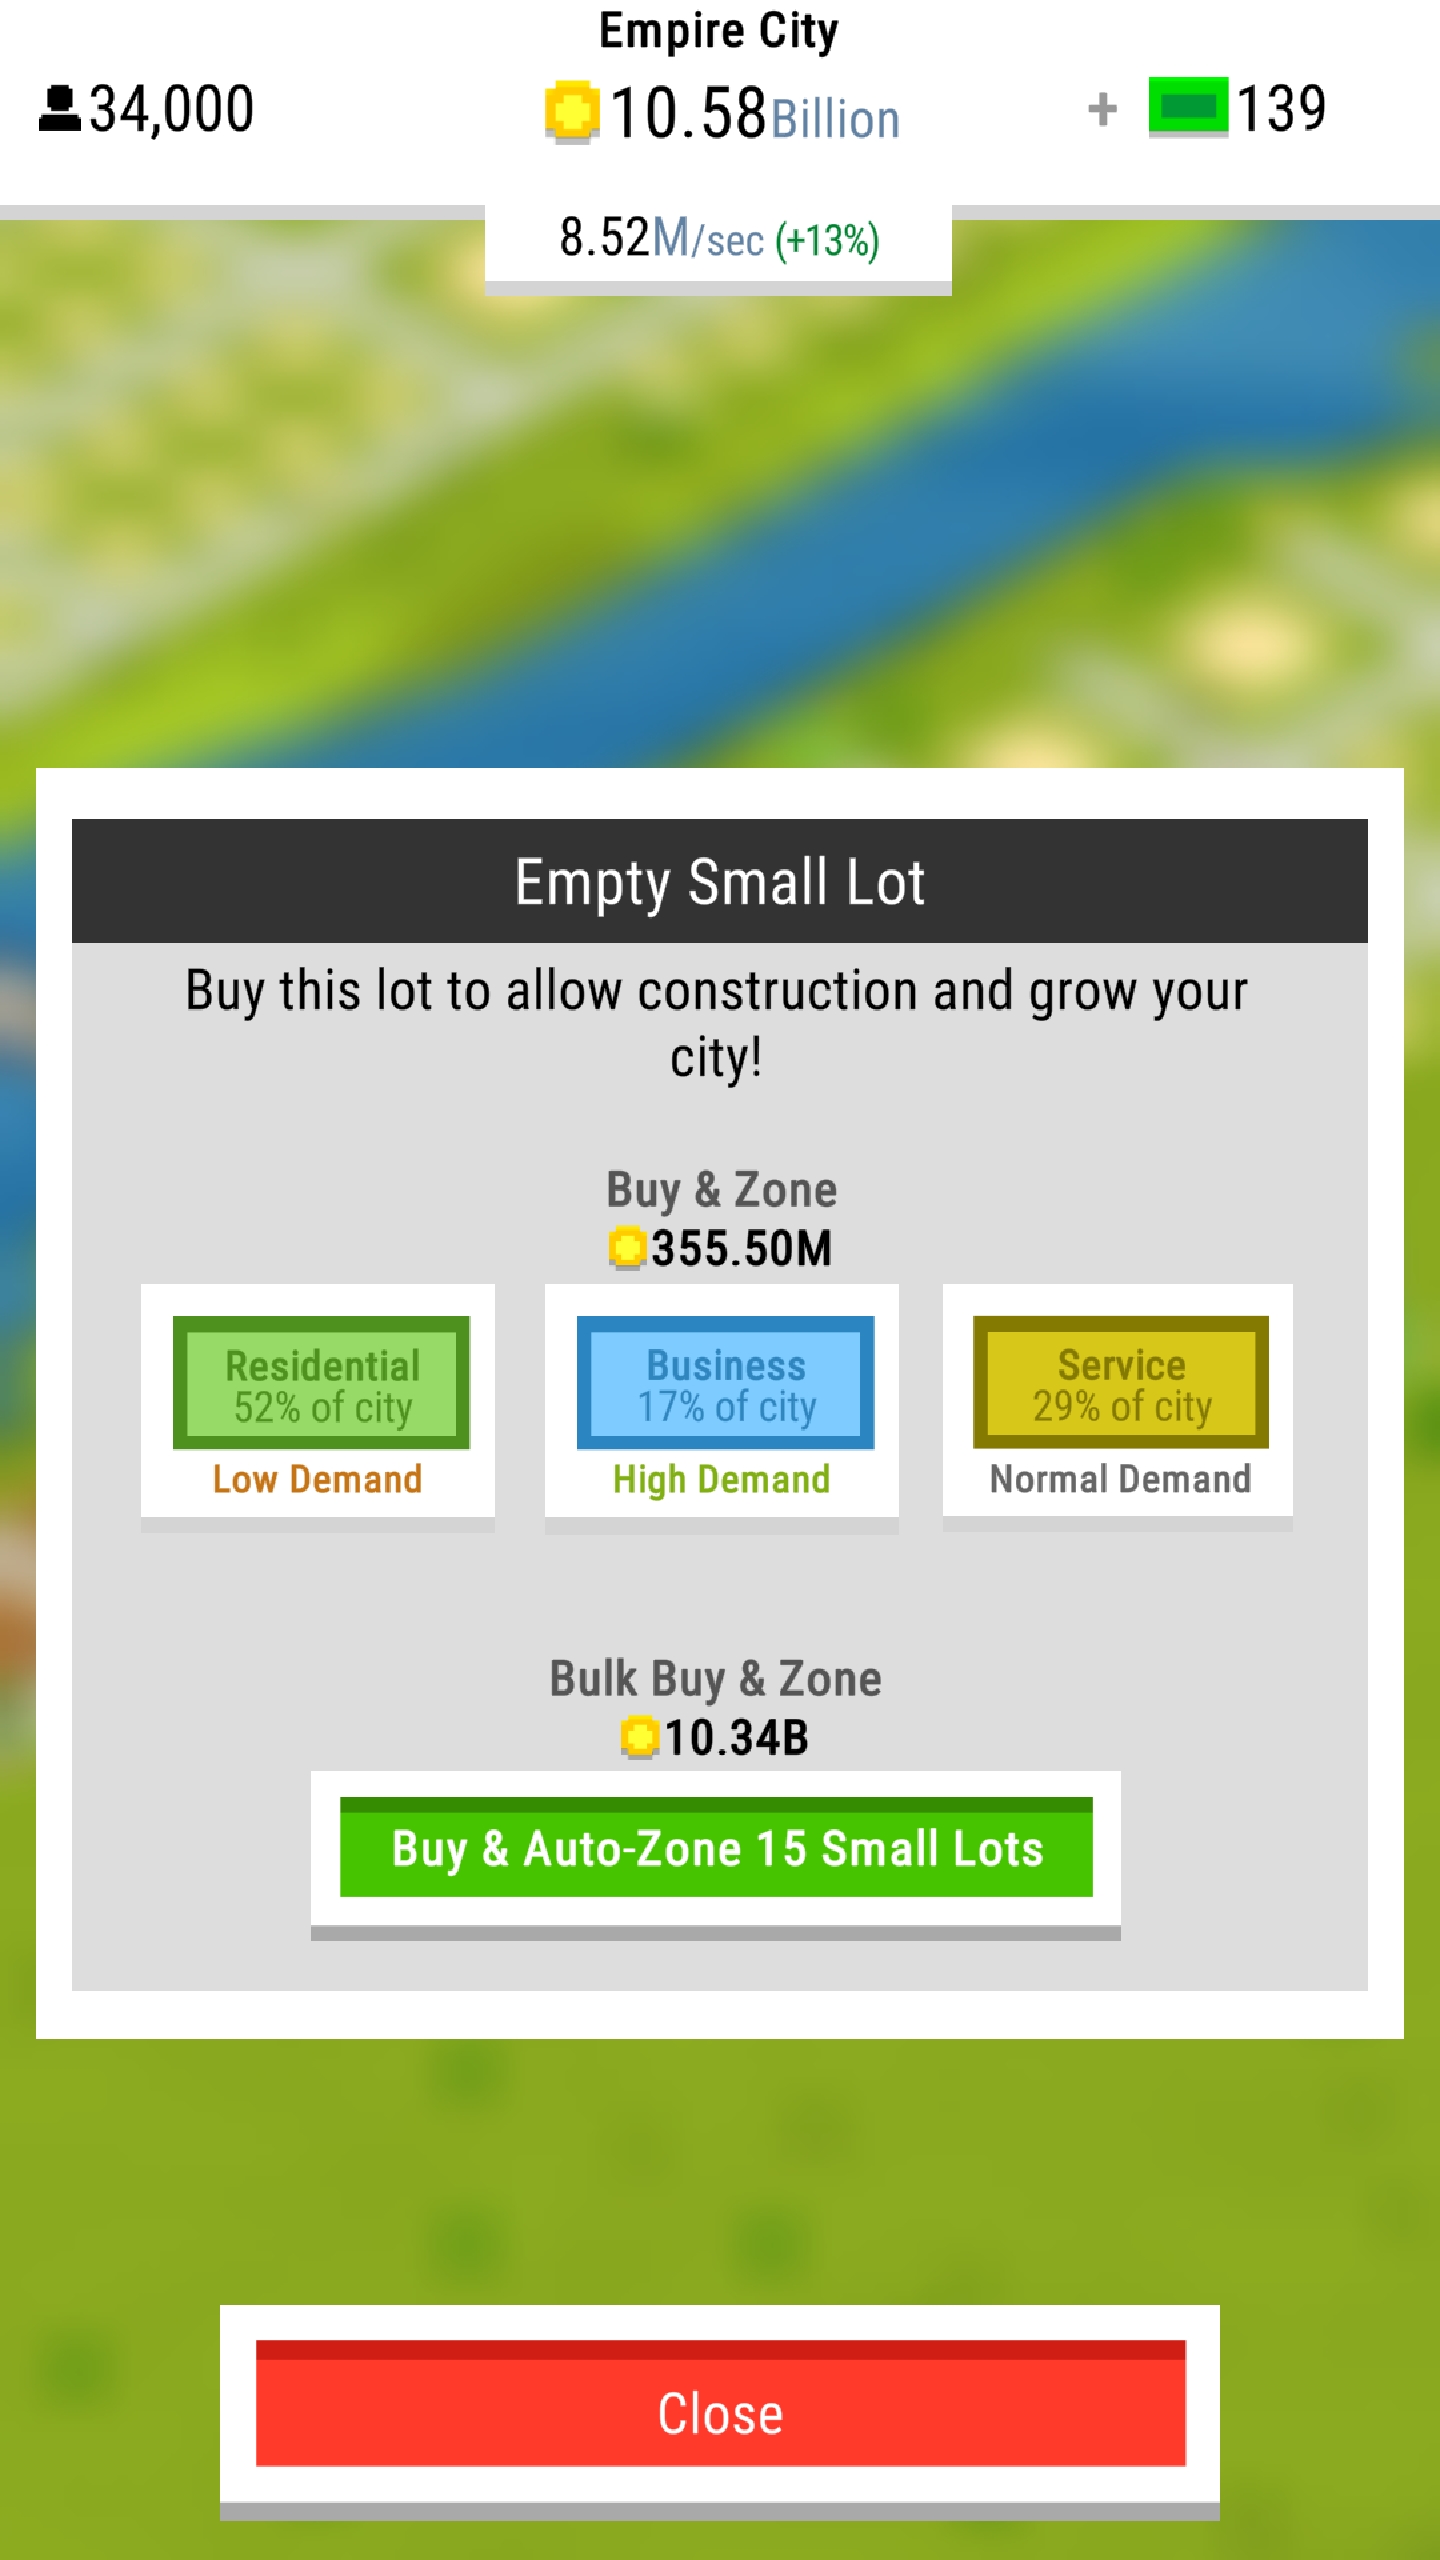 Empire City
34,000
10.58Billion
+ 139
8.52M/sec (+13%)
Empty Small Lot
Buy this lot to allow construction and grow your
city!
Buy & Zone
355.50M
Residential
52% of city
Low Demand
Business
17% of city
High Demand
Service
29% of city
Normal Demand
Bulk Buy & Zone
10.34B
Buy & Auto-Zone 15 Small Lots
Close